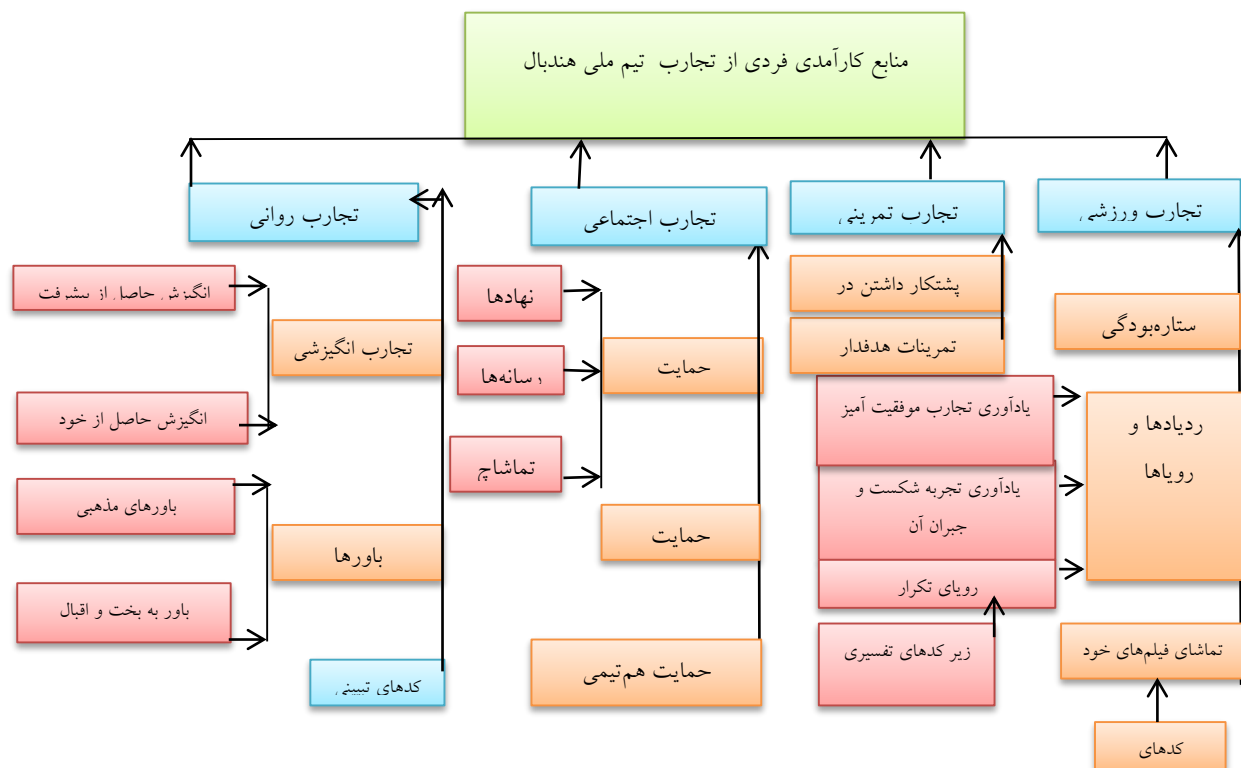 منابع کارآمدی فردی از تجارب تیم ملی هندبال
تجارب ورزشی
تجارب تمرینی
تجارب اجتماعی
تجارب روانی
ستاره‌بودگی
ردیادها و
رویاها
تماشای فیلم‌های خود
کدهای
پشتکار داشتن در
تمرینات هدفدار
یادآوری تجارب موفقیت آمیز
یادآوری تجربه شکست و
جبران آن
رویای تکرار
زیر کدهای تفسیری
نهادها
رسانه‌ها
تماشاچ
حمایت
حمایت
حمایت هم‌تیمی
انگیزش حاصل از پیشرفت
تجارب انگیزشی
انگیزش حاصل از خود
باورهای مذهبی
باورها
باور به بخت و اقبال
کدهای تبیینی